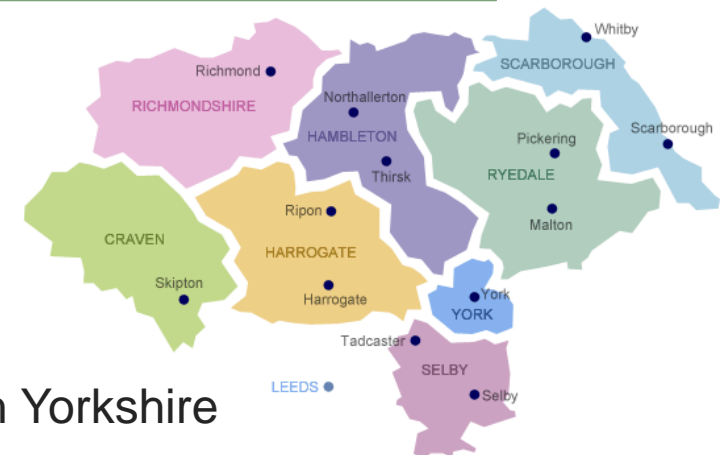 Whitby
SCARBOROUGH
Richmond
Northallerton
RICHMONDSHIRE
Scarborough
HAMBLETON
Pickering
Thirsk
RYEDALE
Ripon
Malton
CRAVEN
HARROGATE
Skipton
Harrogate
York
YORK
Tadcaster
SELBY
LEEDS
Selby
Yorkshire